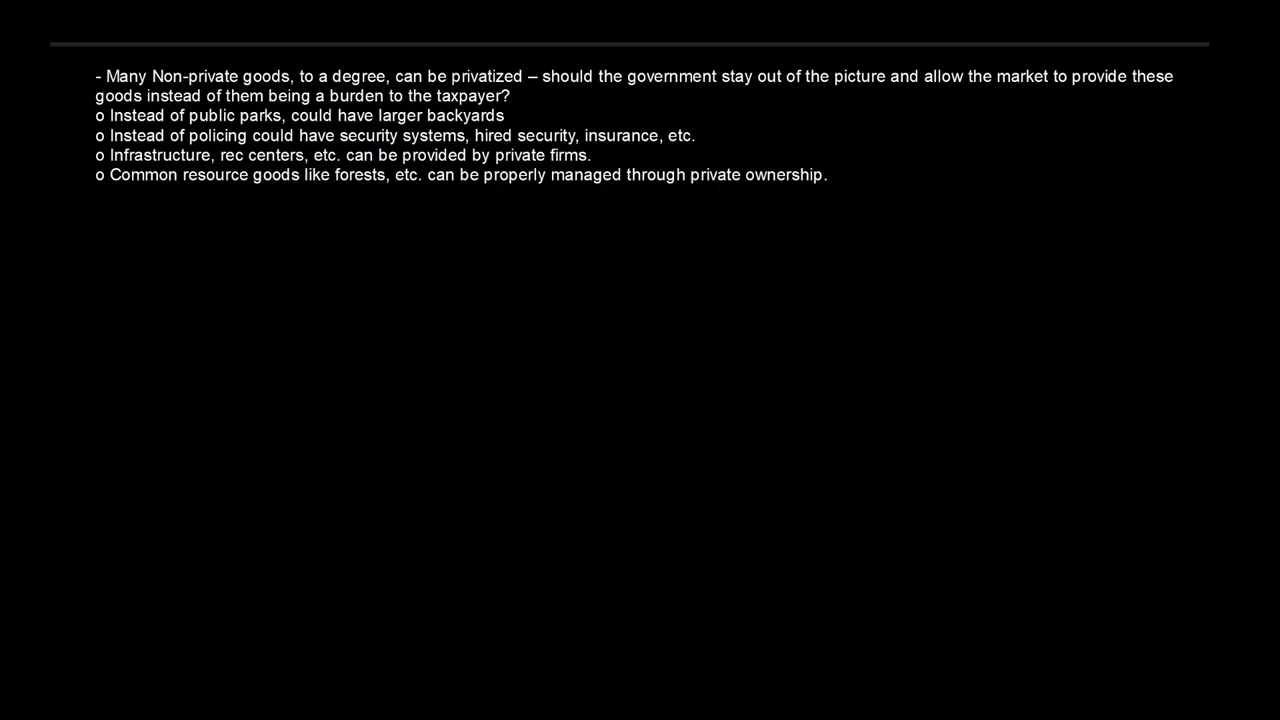 - Many Non-private goods, to a degree, can be privatized – should the government stay out of the picture and allow the market to provide these
goods instead of them being a burden to the taxpayer?
o Instead of public parks, could have larger backyards
o Instead of policing could have security systems, hired security, insurance, etc.
o Infrastructure, rec centers, etc. can be provided by private firms.
o Common resource goods like forests, etc. can be properly managed through private ownership.